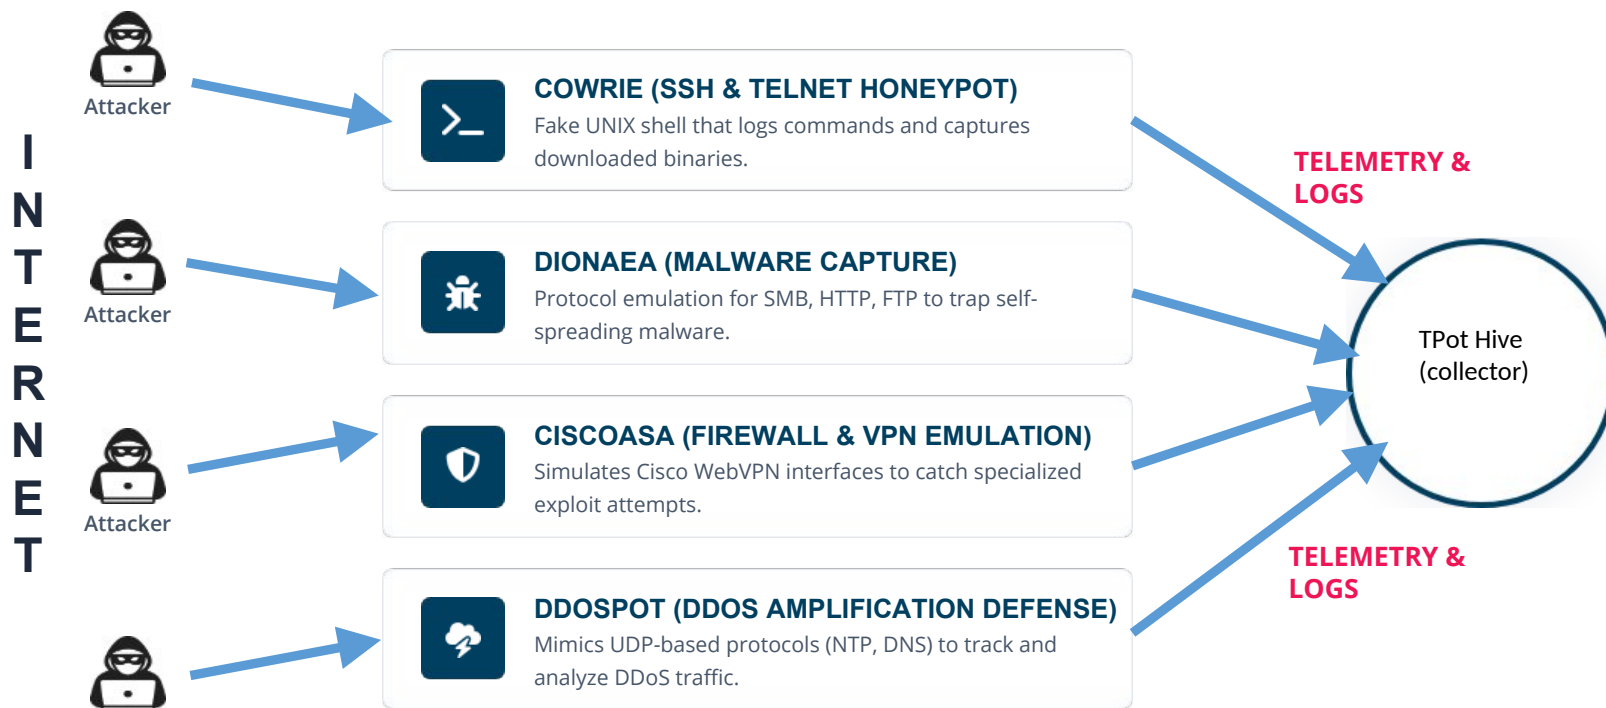 INTERNET
Attacker
COWRIE (SSH & TELNET HONEYPOT)
Fake UNIX shell that logs commands and captures
downloaded binaries.
TELEMETRY &
LOGS
Attacker
DIONAEA (MALWARE CAPTURE)
Protocol emulation for SMB, HTTP, FTP to trap self-
spreading malware.
TPot Hive
(collector)
Attacker
CISCOASA (FIREWALL & VPN EMULATION)
Simulates Cisco WebVPN interfaces to catch specialized
exploit attempts.
TELEMETRY &
LOGS
DDOSPOT (DDOS AMPLIFICATION DEFENSE)
Mimics UDP-based protocols (NTP, DNS) to track and
analyze DDoS traffic.